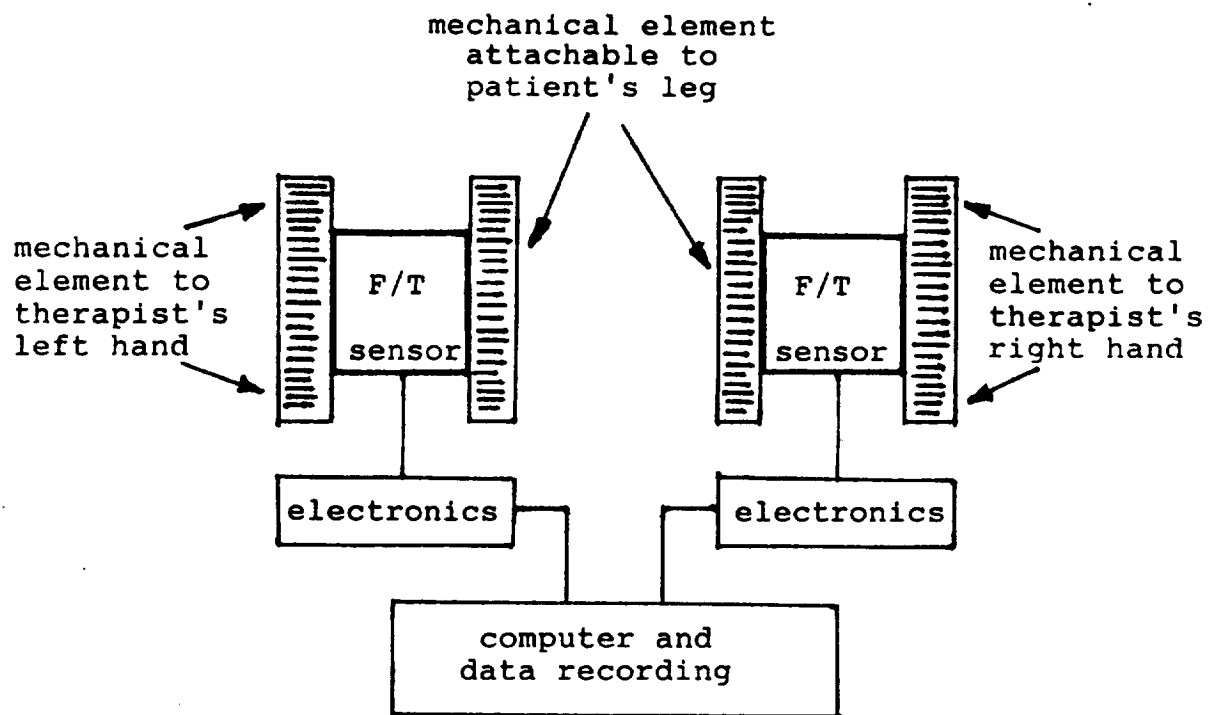 mechanical element
attachable to
patient's leg
mechanical
element to
therapist's
left hand
F/T
sensor
F/T
sensor
mechanical
element to
therapist's
right hand
electronics
electronics
computer and
data recording